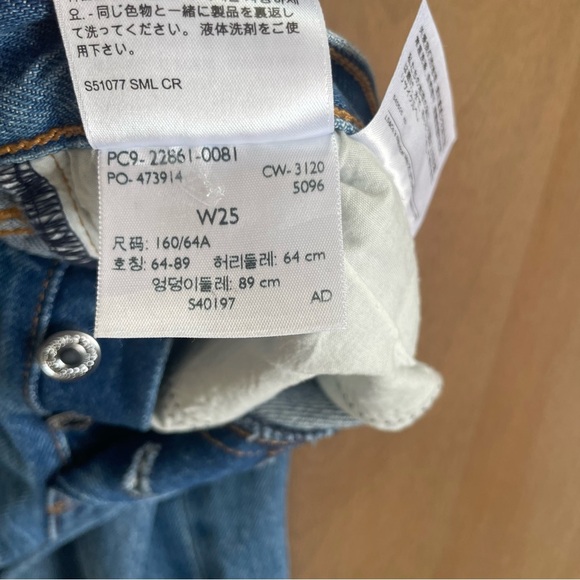 요. - 同じ色物と一緒に製品を裏返し
て洗ってください。液体洗剤をご使
用下さい。
S51077 SML CR
PC9- 22861-0081
PO- 473914
CW- 3120
5096
W25
尺码: 160/64A
호칭: 64-89 허리둘레: 64 cm
엉덩이둘레: 89 cm
S40197
AD